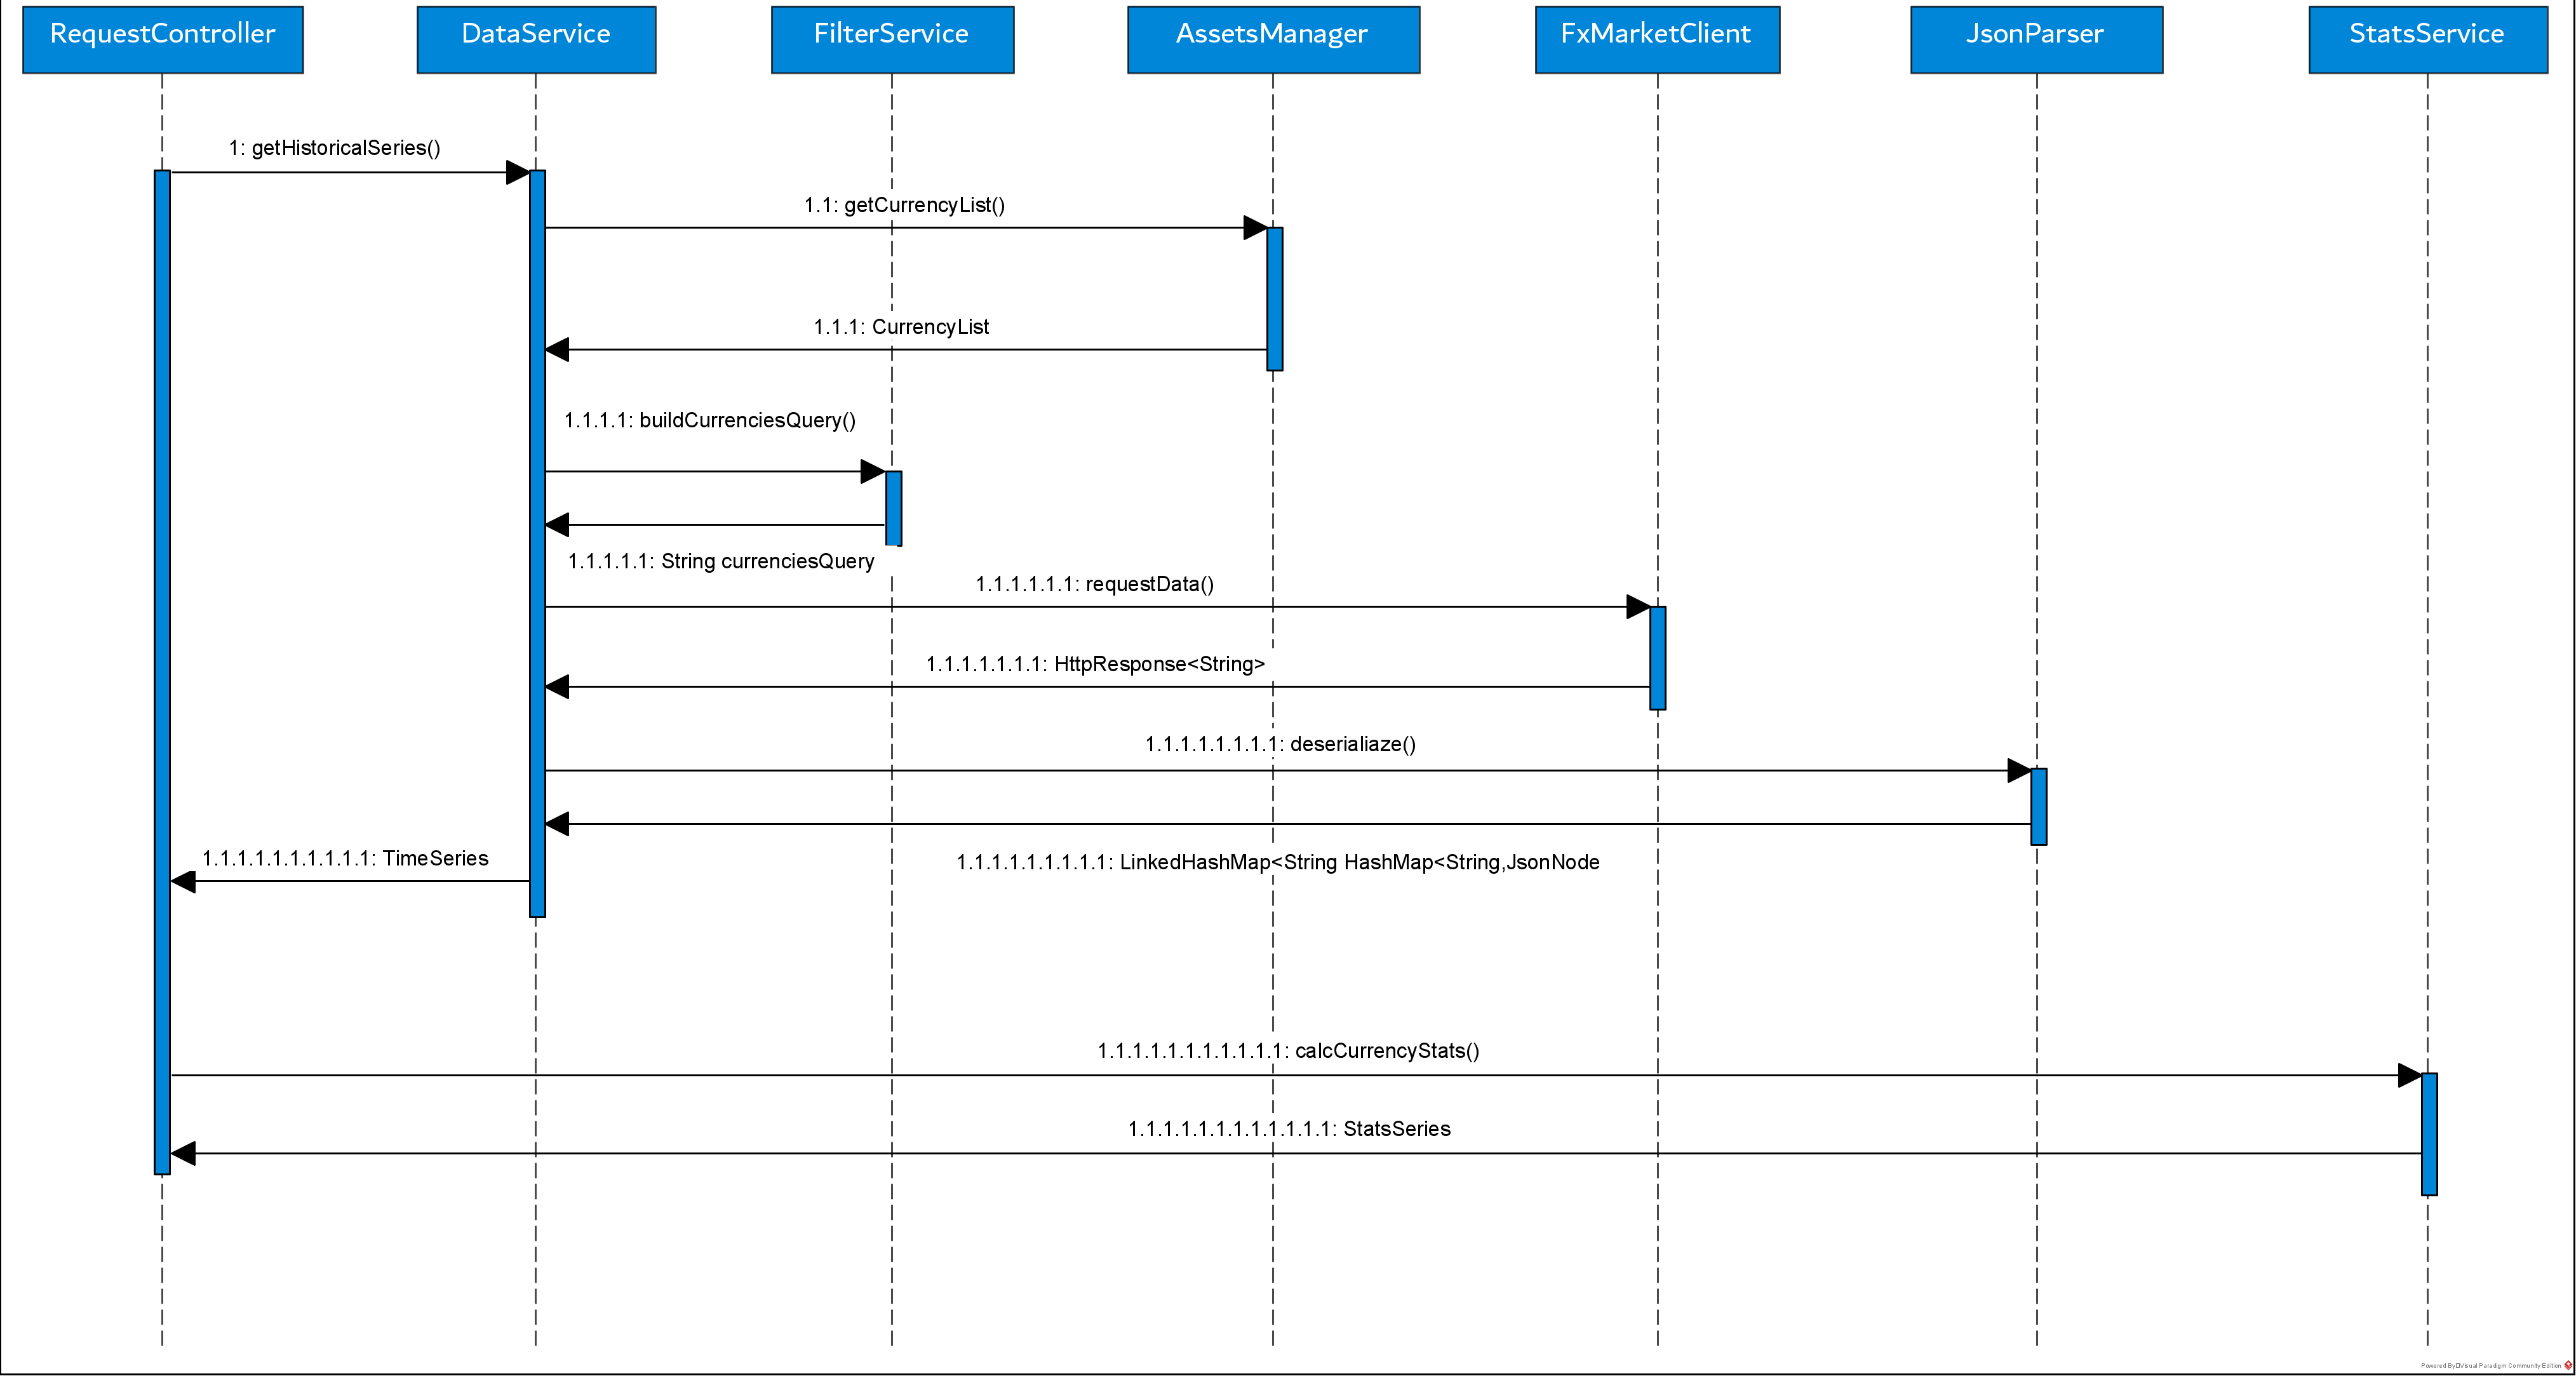 RequestController
DataService
FilterService
AssetsManager
FxMarketClient
JsonParser
StatsService
1: getHistoricalSeries()
1.1: getCurrencyList()
1.1.1: CurrencyList
1.1.1.1: buildCurrenciesQuery()
1.1.1.1.1: String currenciesQuery
1.1.1.1.1.1: requestData()
1.1.1.1.1.1.1: HttpResponse<String>
1.1.1.1.1.1.1.1: deserialiaze()
1.1.1.1.1.1.1.1.1: LinkedHashMap<String HashMap<String,JsonNode
1.1.1.1.1.1.1.1.1.1: TimeSeries
1.1.1.1.1.1.1.1.1.1.1: calcCurrencyStats()
1.1.1.1.1.1.1.1.1.1.1.1: StatsSeries
Powered By□Visual Paradigm Community Edition